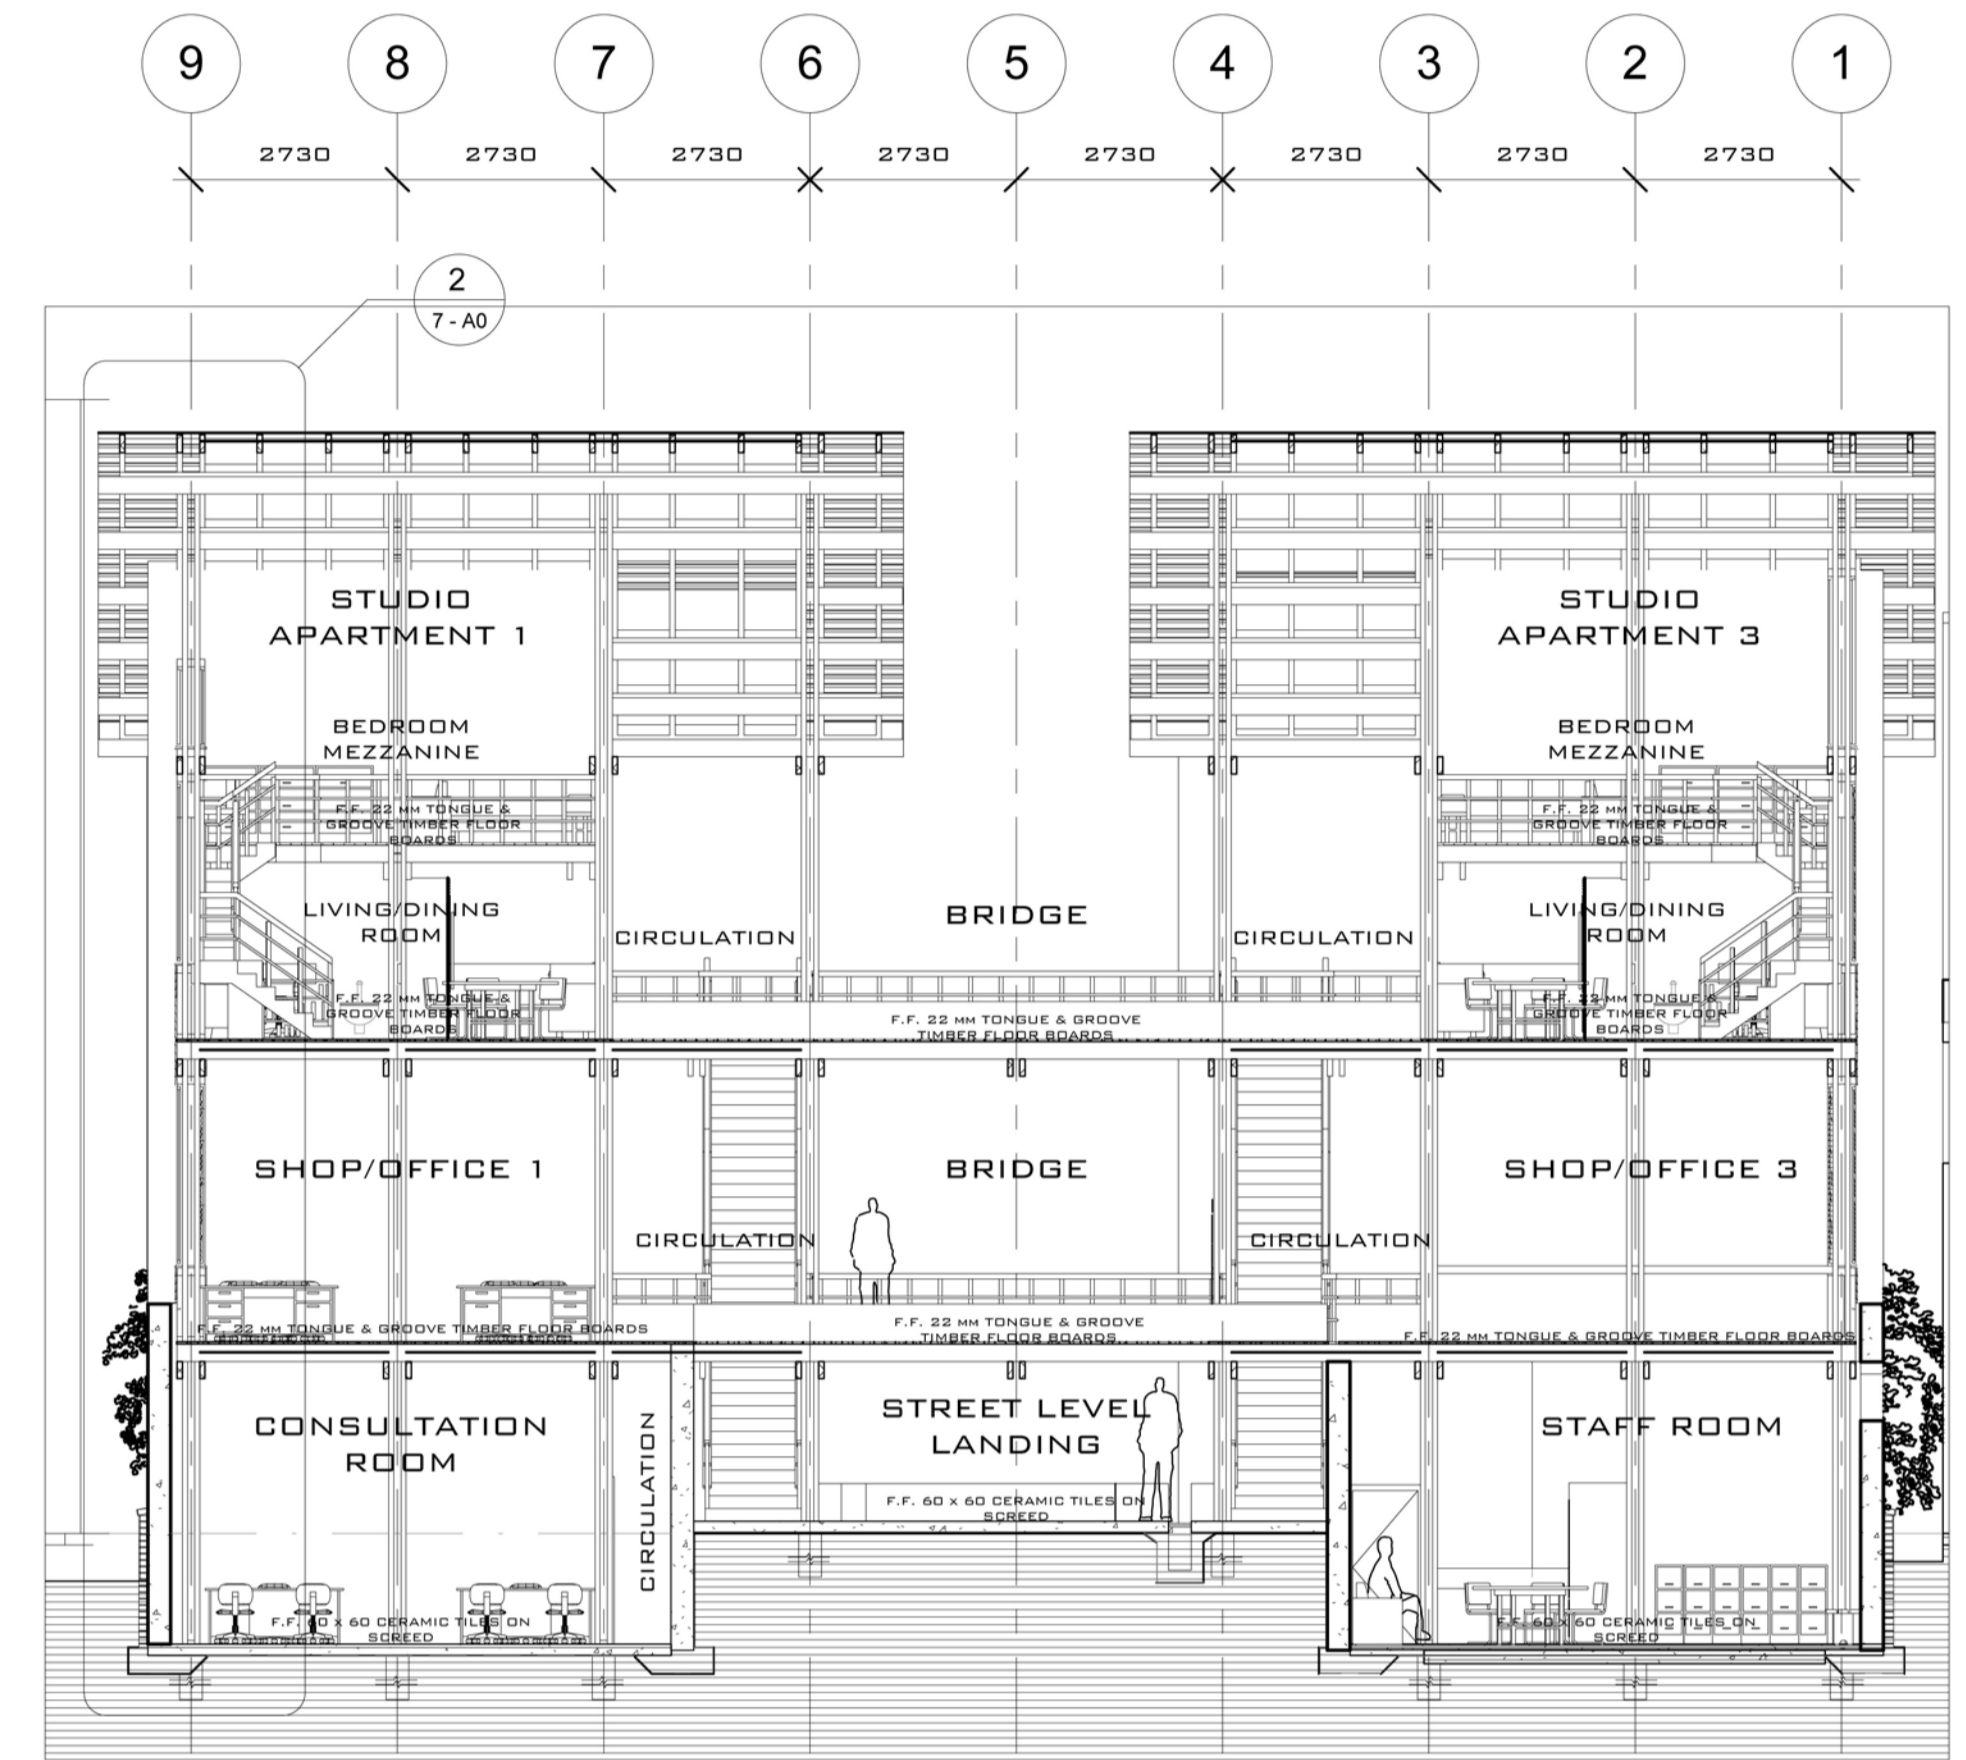 9 8 7 6 5 4 3 2 1
2730 2730 2730 2730 2730 2730 2730 2730
2
7 - A0
STUDIO
APARTMENT 1
STUDIO
APARTMENT 3
BEDROOM
MEZZANINE
BEDROOM
MEZZANINE
F.F. 22 MM TONGUE &
GROOVE TIMBER FLOOR
BOARDS
F.F. 22 MM TONGUE &
GROOVE TIMBER FLOOR
BOARDS
LIVING/DINING
ROOM
CIRCULATION
BRIDGE
CIRCULATION
LIVING/DINING
ROOM
F.F. 22 MM TONGUE &
GROOVE TIMBER FLOOR
BOARDS
F.F. 22 MM TONGUE & GROOVE
TIMBER FLOOR BOARDS
F.F. 22 MM TONGUE &
GROOVE TIMBER FLOOR
BOARDS
SHOP/OFFICE 1
BRIDGE
SHOP/OFFICE 3
CIRCULATION
CIRCULATION
F.F. 22 MM TONGUE & GROOVE TIMBER FLOOR BOARDS
F.F. 22 MM TONGUE & GROOVE
TIMBER FLOOR BOARDS
F.F. 22 MM TONGUE & GROOVE TIMBER FLOOR BOARDS
CONSULTATION
ROOM
CIRCULATION
STREET LEVEL
LANDING
STAFF ROOM
F.F. 60 x 60 CERAMIC TILES ON
SCREED
F.F. 60 x 60 CERAMIC TILES ON
SCREED
F.F. 60 x 60 CERAMIC TILES ON
SCREED